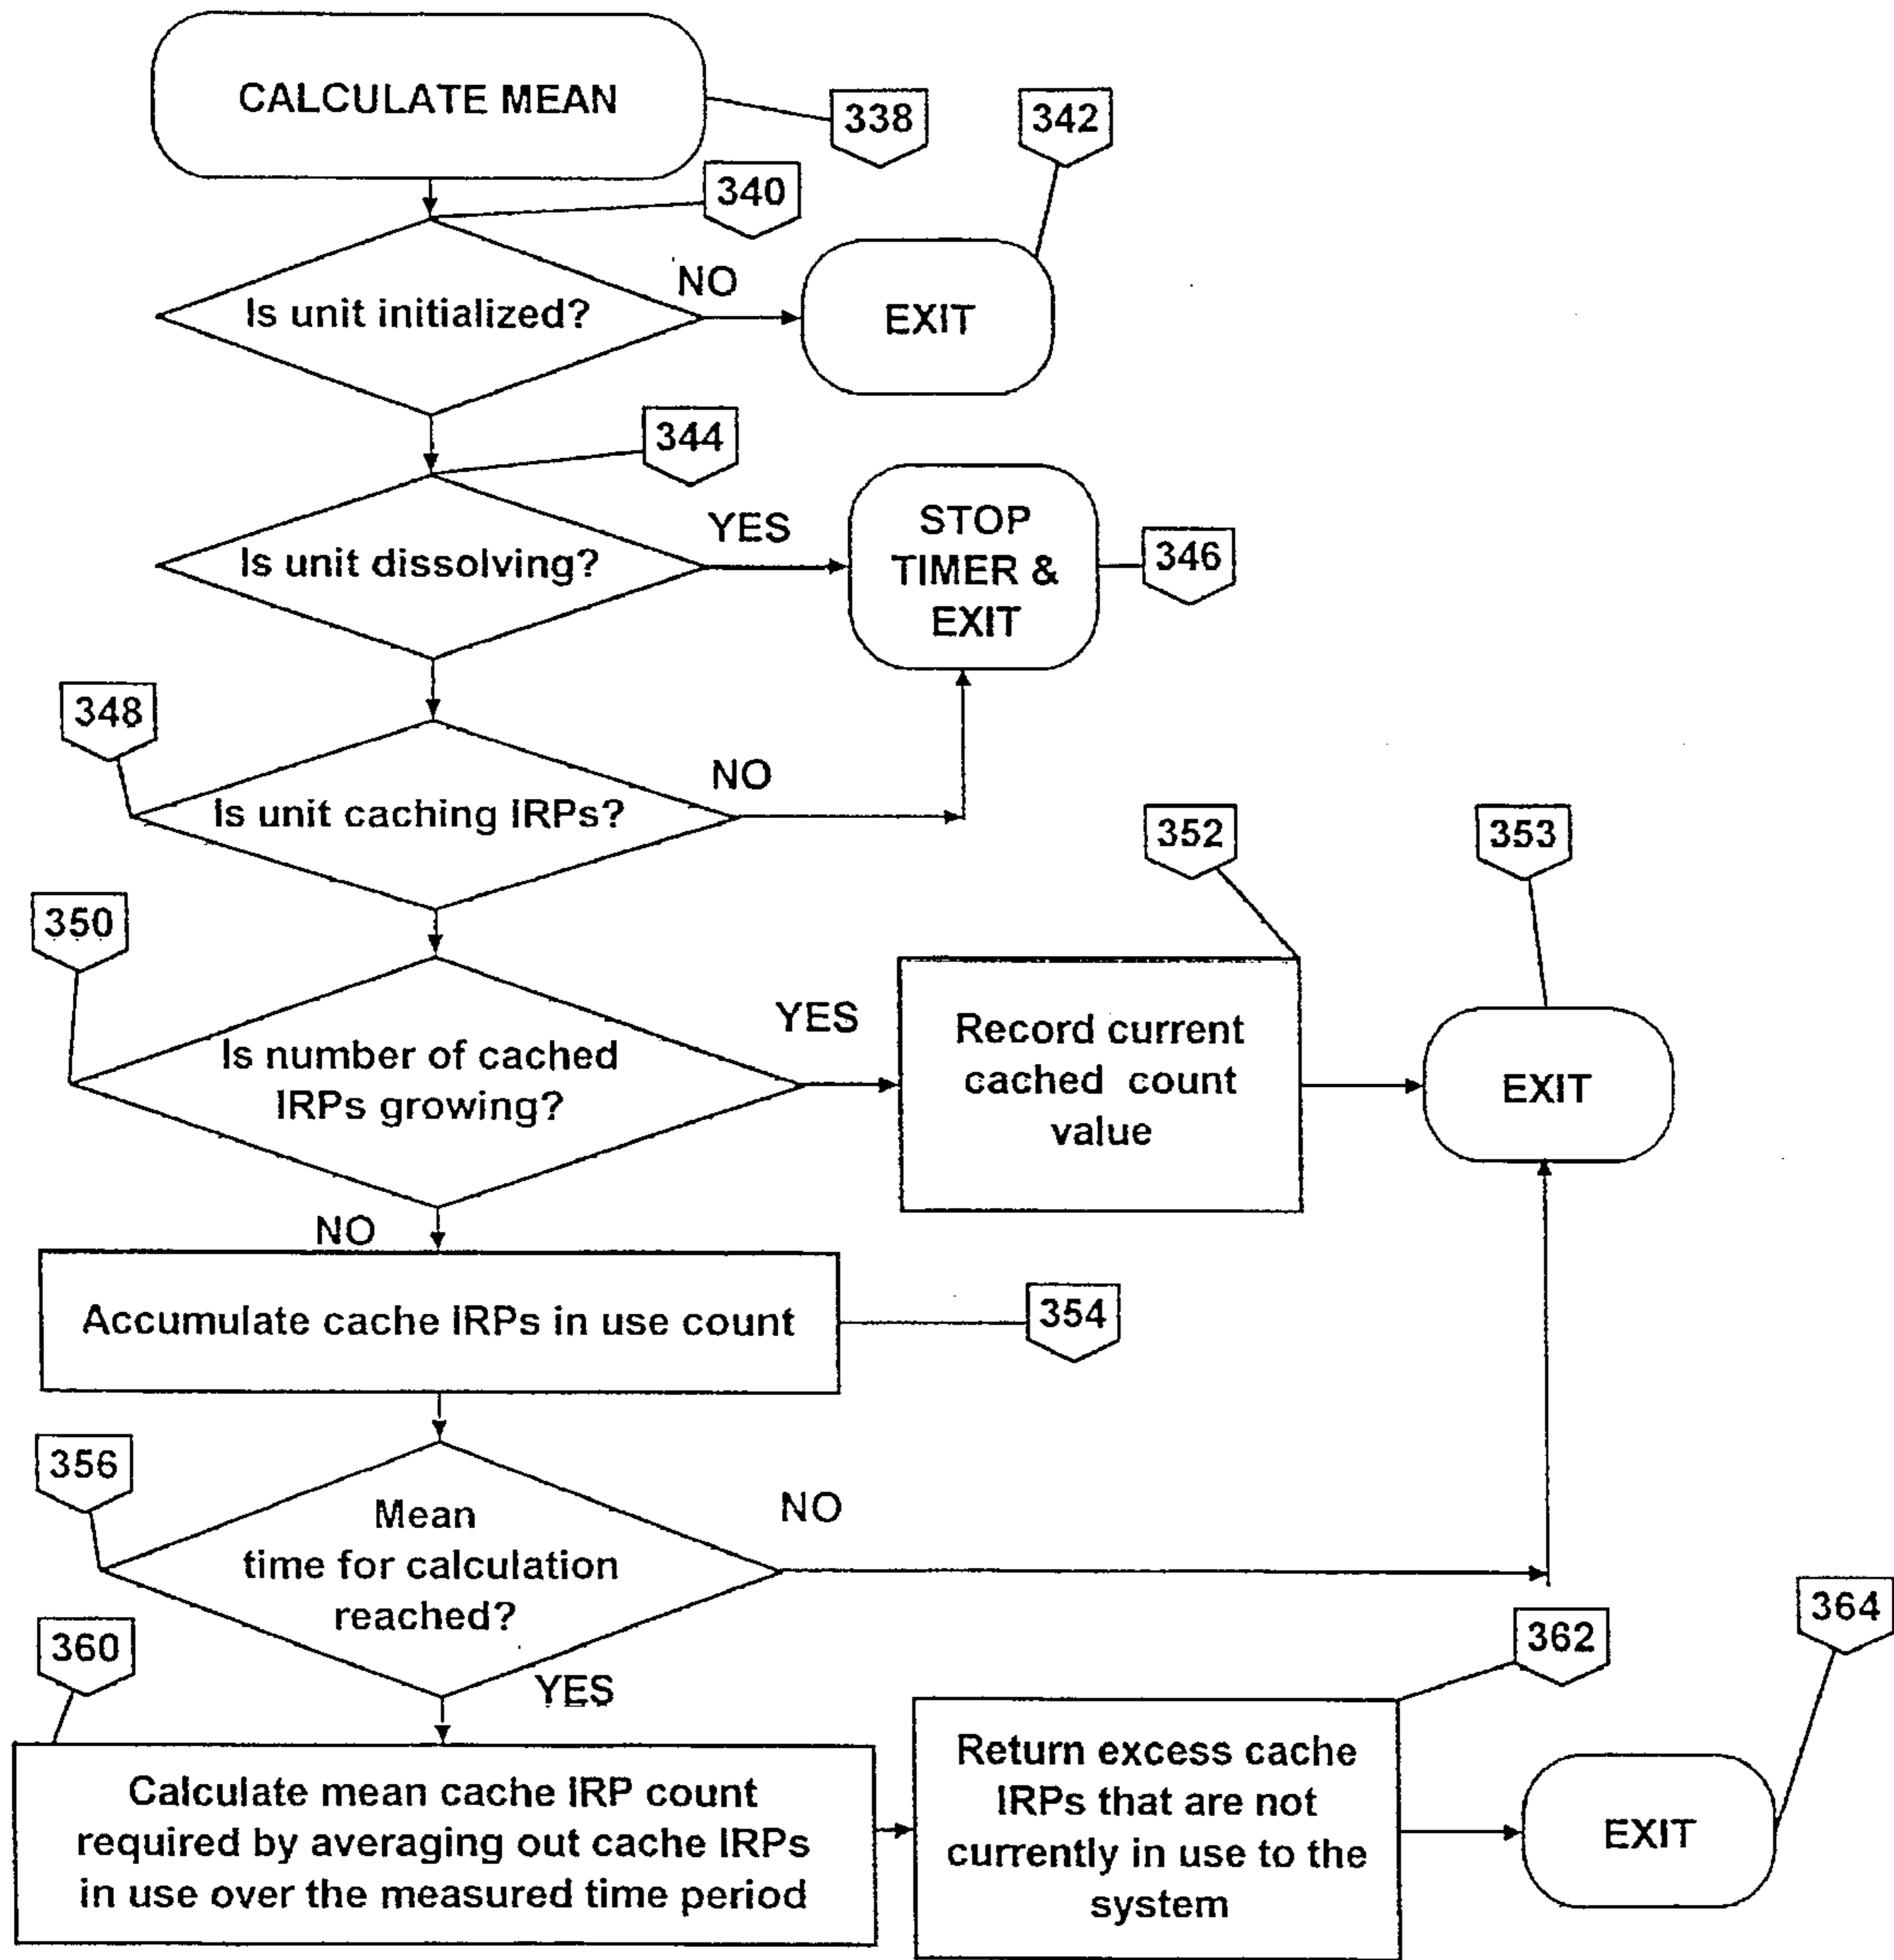 CALCULATE MEAN
338
342
340
Is unit initialized?
NO
EXIT
344
Is unit dissolving?
YES
STOP
TIMER &
EXIT
346
348
Is unit caching IRPs?
NO
352
353
350
Is number of cached
IRPs growing?
YES
Record current
cached count
value
EXIT
NO
Accumulate cache IRPs in use count
354
356
Mean
time for calculation
reached?
NO
YES
360
362
364
Calculate mean cache IRP count
required by averaging out cache IRPs
in use over the measured time period
Return excess cache
IRPs that are not
currently in use to the
system
EXIT